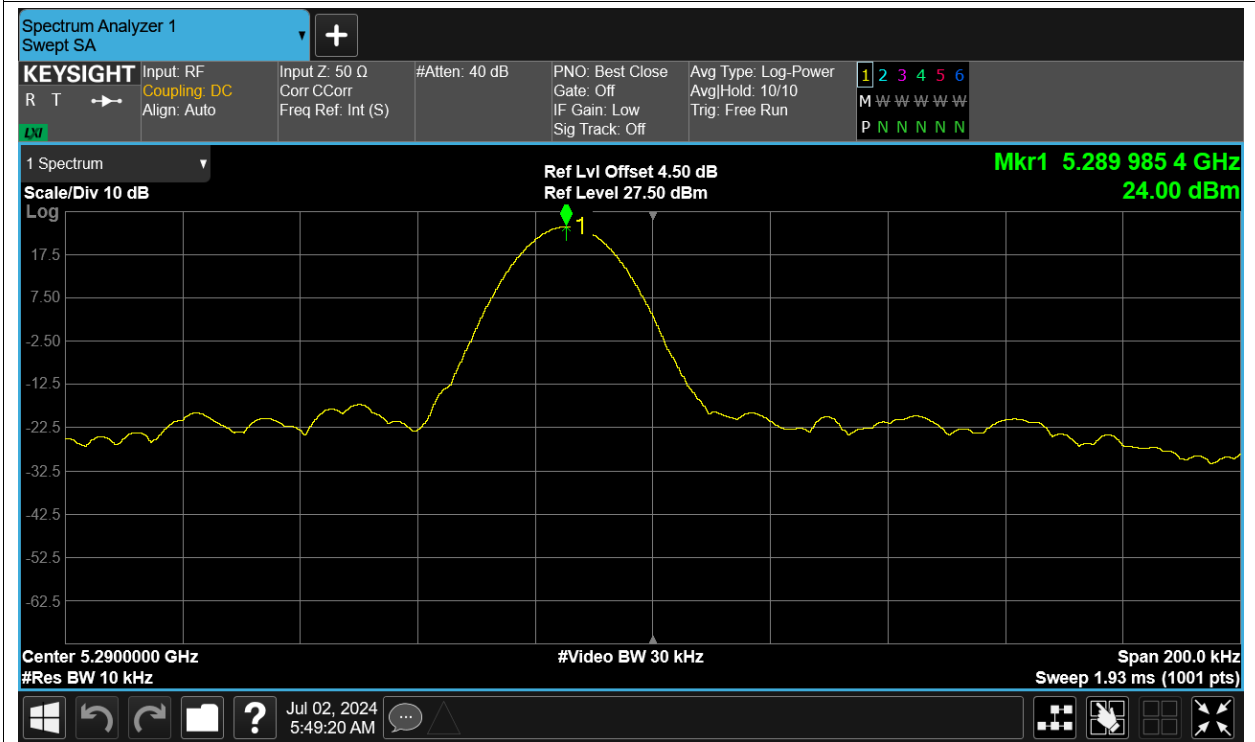 Spectrum Analyzer 1
Swept SA
+
KEYSIGHT
R T
LXI
Input: RF
Coupling: DC
Align: Auto
Input Z: 50 Ω
Corr CCorr
Freq Ref: Int (S)
#Atten: 40 dB
PNO: Best Close
Gate: Off
IF Gain: Low
Sig Track: Off
Avg Type: Log-Power
Avg|Hold: 10/10
Trig: Free Run
1 2 3 4 5 6
M W W W W W
P N N N N N
1 Spectrum
Scale/Div 10 dB
Log
Ref Lvl Offset 4.50 dB
Ref Level 27.50 dBm
Mkr1 5.289 985 4 GHz
24.00 dBm
1
17.5
7.50
-2.50
-12.5
-22.5
-32.5
-42.5
-52.5
-62.5
Center 5.2900000 GHz
#Video BW 30 kHz
Span 200.0 kHz
#Res BW 10 kHz
Sweep 1.93 ms (1001 pts)
?
Jul 02, 2024
5:49:20 AM